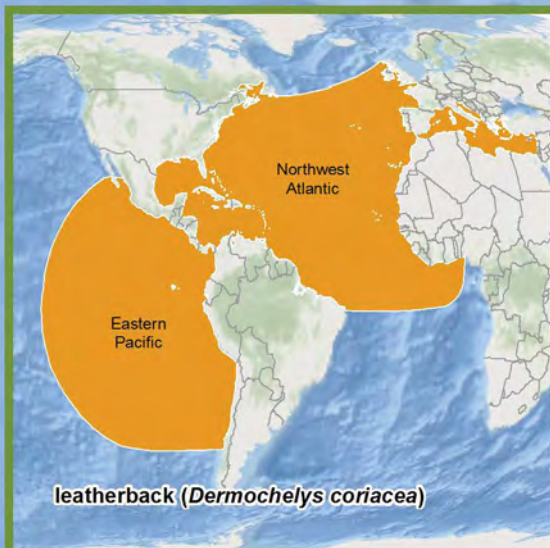 Northwest
Atlantic
Eastern
Pacific
leatherback (Dermochelys coriacea)